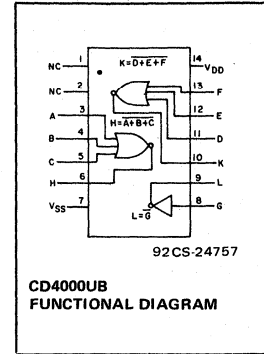 K=D+E+F
NC 1
14 VDD
NC 2
13 F
A 3
12 E
H=A+B+C
B 4
11 D
C 5
10 K
H 6
9 L
VSS 7
L=G
8 G
92CS-24757
CD4000UB
FUNCTIONAL DIAGRAM